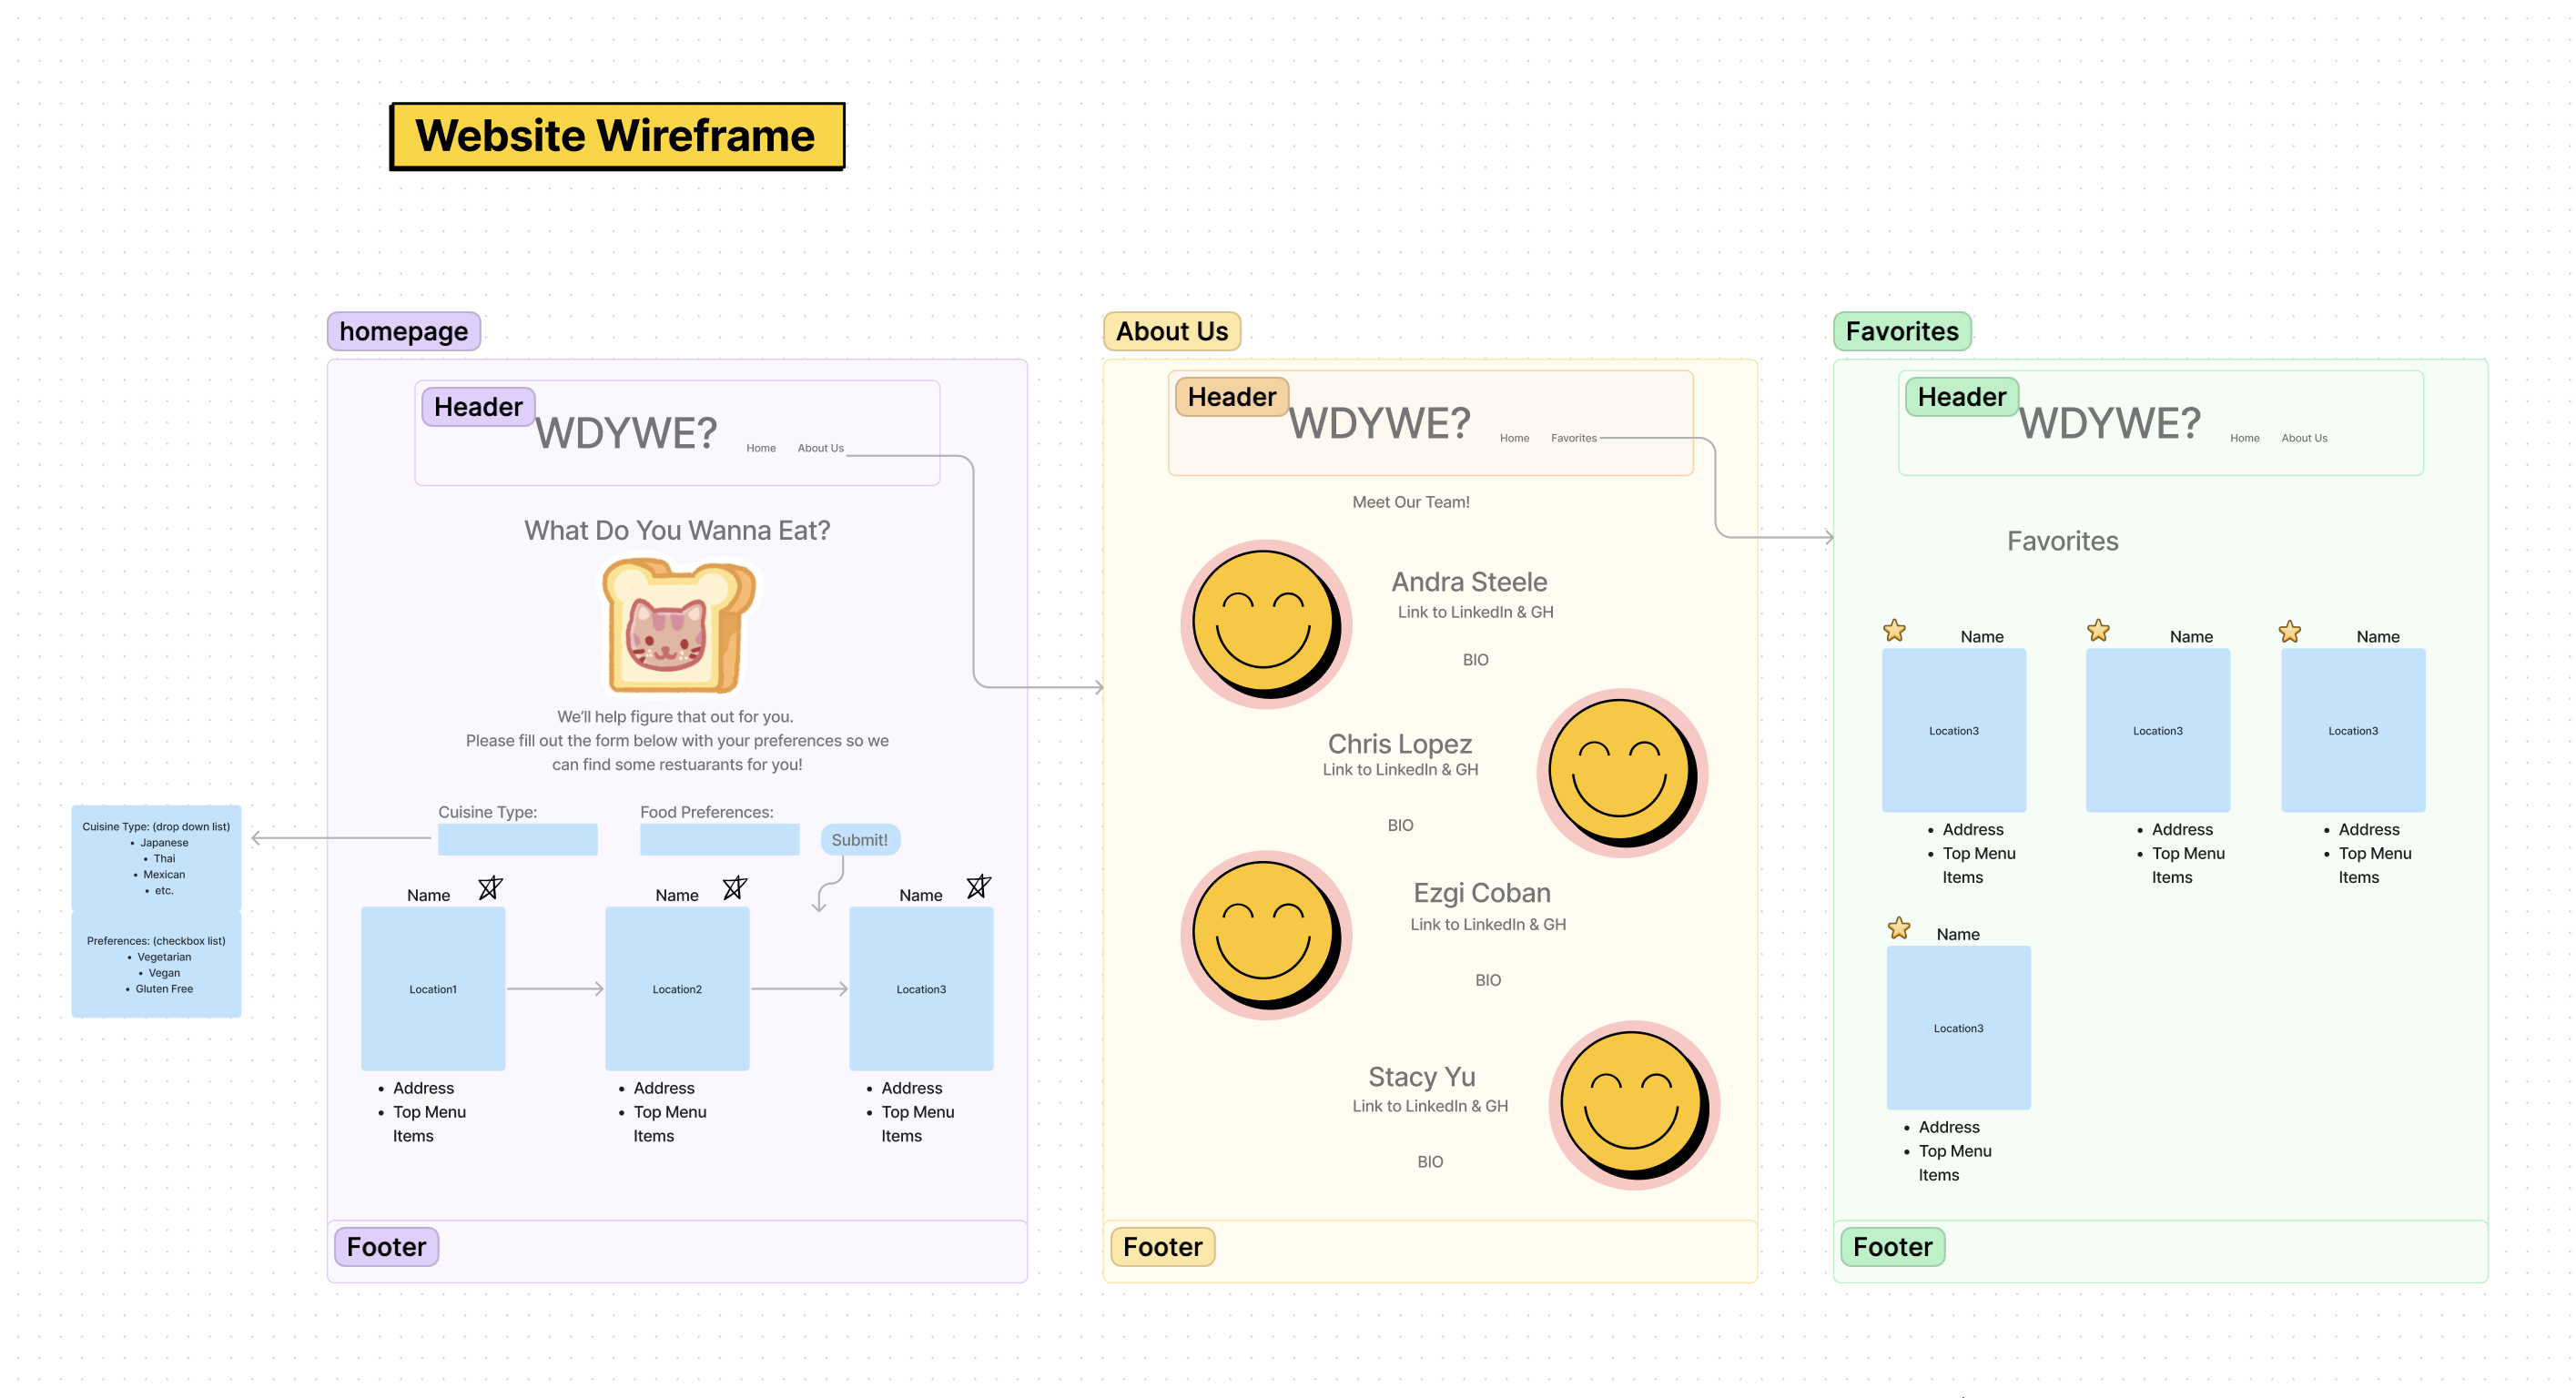 Website Wireframe
homepage
Header
WDYWE?
Home
About Us
What Do You Wanna Eat?
We'll help figure that out for you.
Please fill out the form below with your preferences so we
can find some restuarants for you!
Cuisine Type:
Food Preferences:
Submit!
Cuisine Type: (drop down list)
• Japanese
• Thai
• Mexican
• etc.
Preferences: (checkbox list)
• Vegetarian
• Vegan
• Gluten Free
Name
Location1
• Address
• Top Menu
Items
Name
Location2
• Address
• Top Menu
Items
Name
Location3
• Address
• Top Menu
Items
Footer
About Us
Header
WDYWE?
Home
Favorites
Meet Our Team!
Andra Steele
Link to LinkedIn & GH
BIO
Chris Lopez
Link to LinkedIn & GH
BIO
Ezgi Coban
Link to LinkedIn & GH
BIO
Stacy Yu
Link to LinkedIn & GH
BIO
Footer
Favorites
Header
WDYWE?
Home
About Us
Favorites
Name
Location3
• Address
• Top Menu
Items
Name
Location3
• Address
• Top Menu
Items
Name
Location3
• Address
• Top Menu
Items
Name
Location3
• Address
• Top Menu
Items
Footer